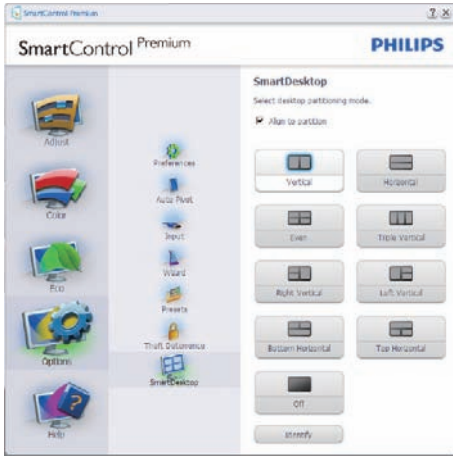 SmartControl Premium
SmartControl Premium
PHILIPS
Adjust
Color
Eco
Options
Help
Preferences
Auto Pivot
Input
Wizard
Presets
Theft Deterrence
SmartDesktop
SmartDesktop
Select desktop partitioning mode.
Align to partition
Vertical
Horizontal
Even
Triple Vertical
Right Vertical
Left Vertical
Bottom Horizontal
Top Horizontal
Off
Identify